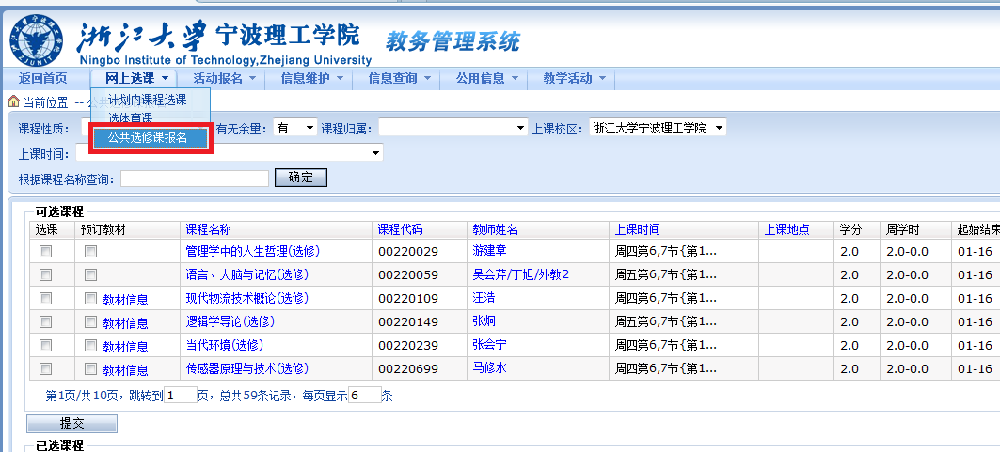 浙江大学 宁波理工学院 教务管理系统
NINGBO INSTITUTE OF TECHNOLOGY,ZHEJIANG UNIVERSITY
返回首页 网上选课 活动报名 信息维护 信息查询 公用信息 教学活动
当前位置 --
计划内课程选课
选体育课
公共选修课报名
课程性质： 有无余量： 有 课程归属： 上课校区： 浙江大学宁波理工学院
上课时间：
根据课程名称查询： 确定
可选课程
选课 预订教材 课程名称 课程代码 教师姓名 上课时间 上课地点 学分 周学时 起始结束
管理学中的人生哲理(选修) 00220029 游建章 周四第6,7节{第1... 2.0 2.0-0.0 01-16
语言、大脑与记忆(选修) 00220059 吴会芹/丁旭/外教2 周五第6,7节{第1... 2.0 2.0-0.0 01-16
教材信息 现代物流技术概论(选修) 00220109 汪浩 周四第6,7节{第1... 2.0 2.0-0.0 01-16
教材信息 逻辑学导论(选修) 00220149 张炯 周五第6,7节{第1... 2.0 2.0-0.0 01-16
教材信息 当代环境(选修) 00220239 张会宁 周四第6,7节{第1... 2.0 2.0-0.0 01-16
教材信息 传感器原理与技术(选修) 00220699 马修水 周四第6,7节{第1... 2.0 2.0-0.0 01-16
第1页/共10页，跳转到 1 页，总共59条记录，每页显示 6 条
提交
已选课程